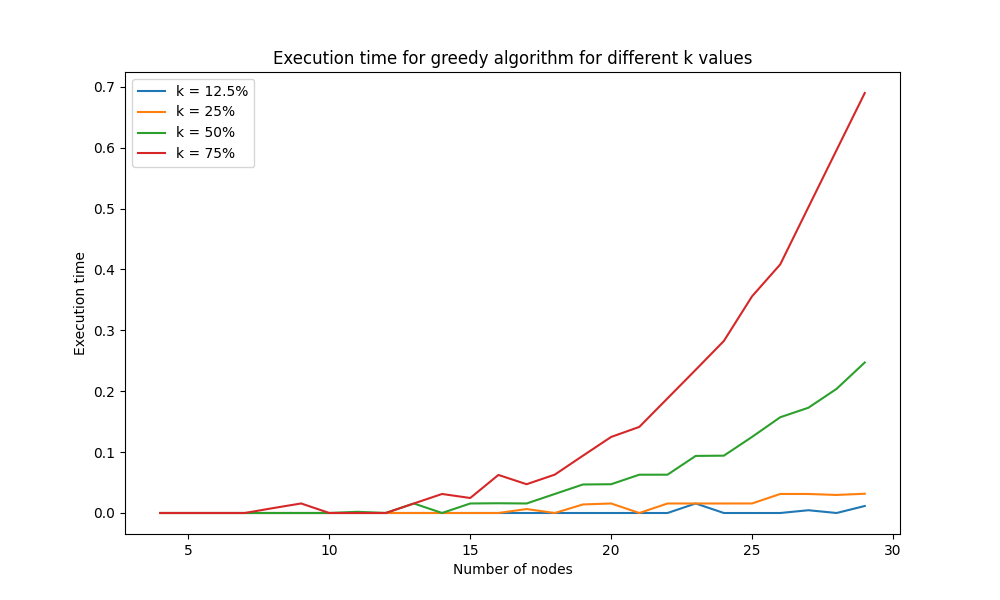 Execution time for greedy algorithm for different k values
k = 12.5%
k = 25%
k = 50%
k = 75%
Execution time
0.7
0.6
0.5
0.4
0.3
0.2
0.1
0.0
5 10 15 20 25 30
Number of nodes